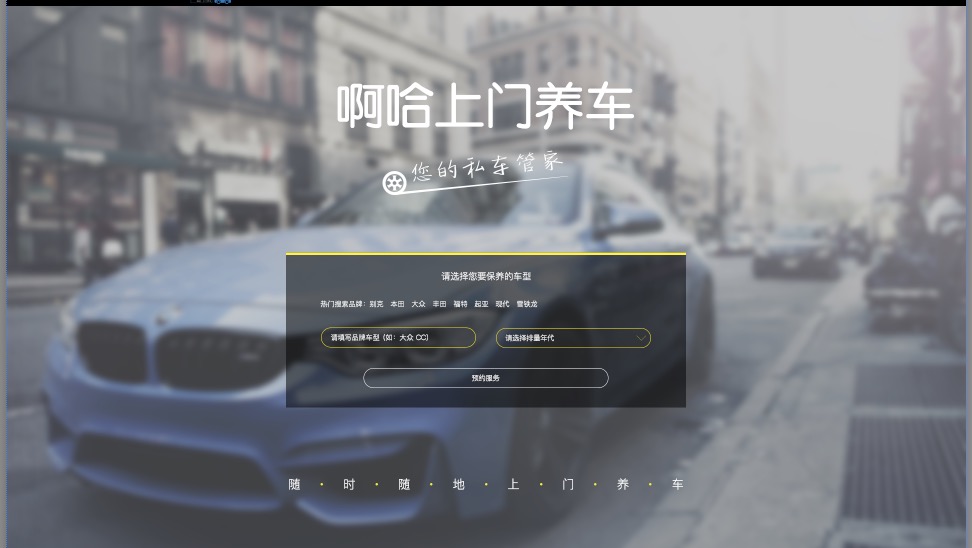 啊哈上门养车
您的私车管家
请选择您要保养的车型
热门搜索品牌：别克 本田 大众 丰田 福特 起亚 现代 雪铁龙
请填写品牌车型 (如：大众 CC)
请选择排量年代
预约服务
随·时·随·地·上·门·养·车